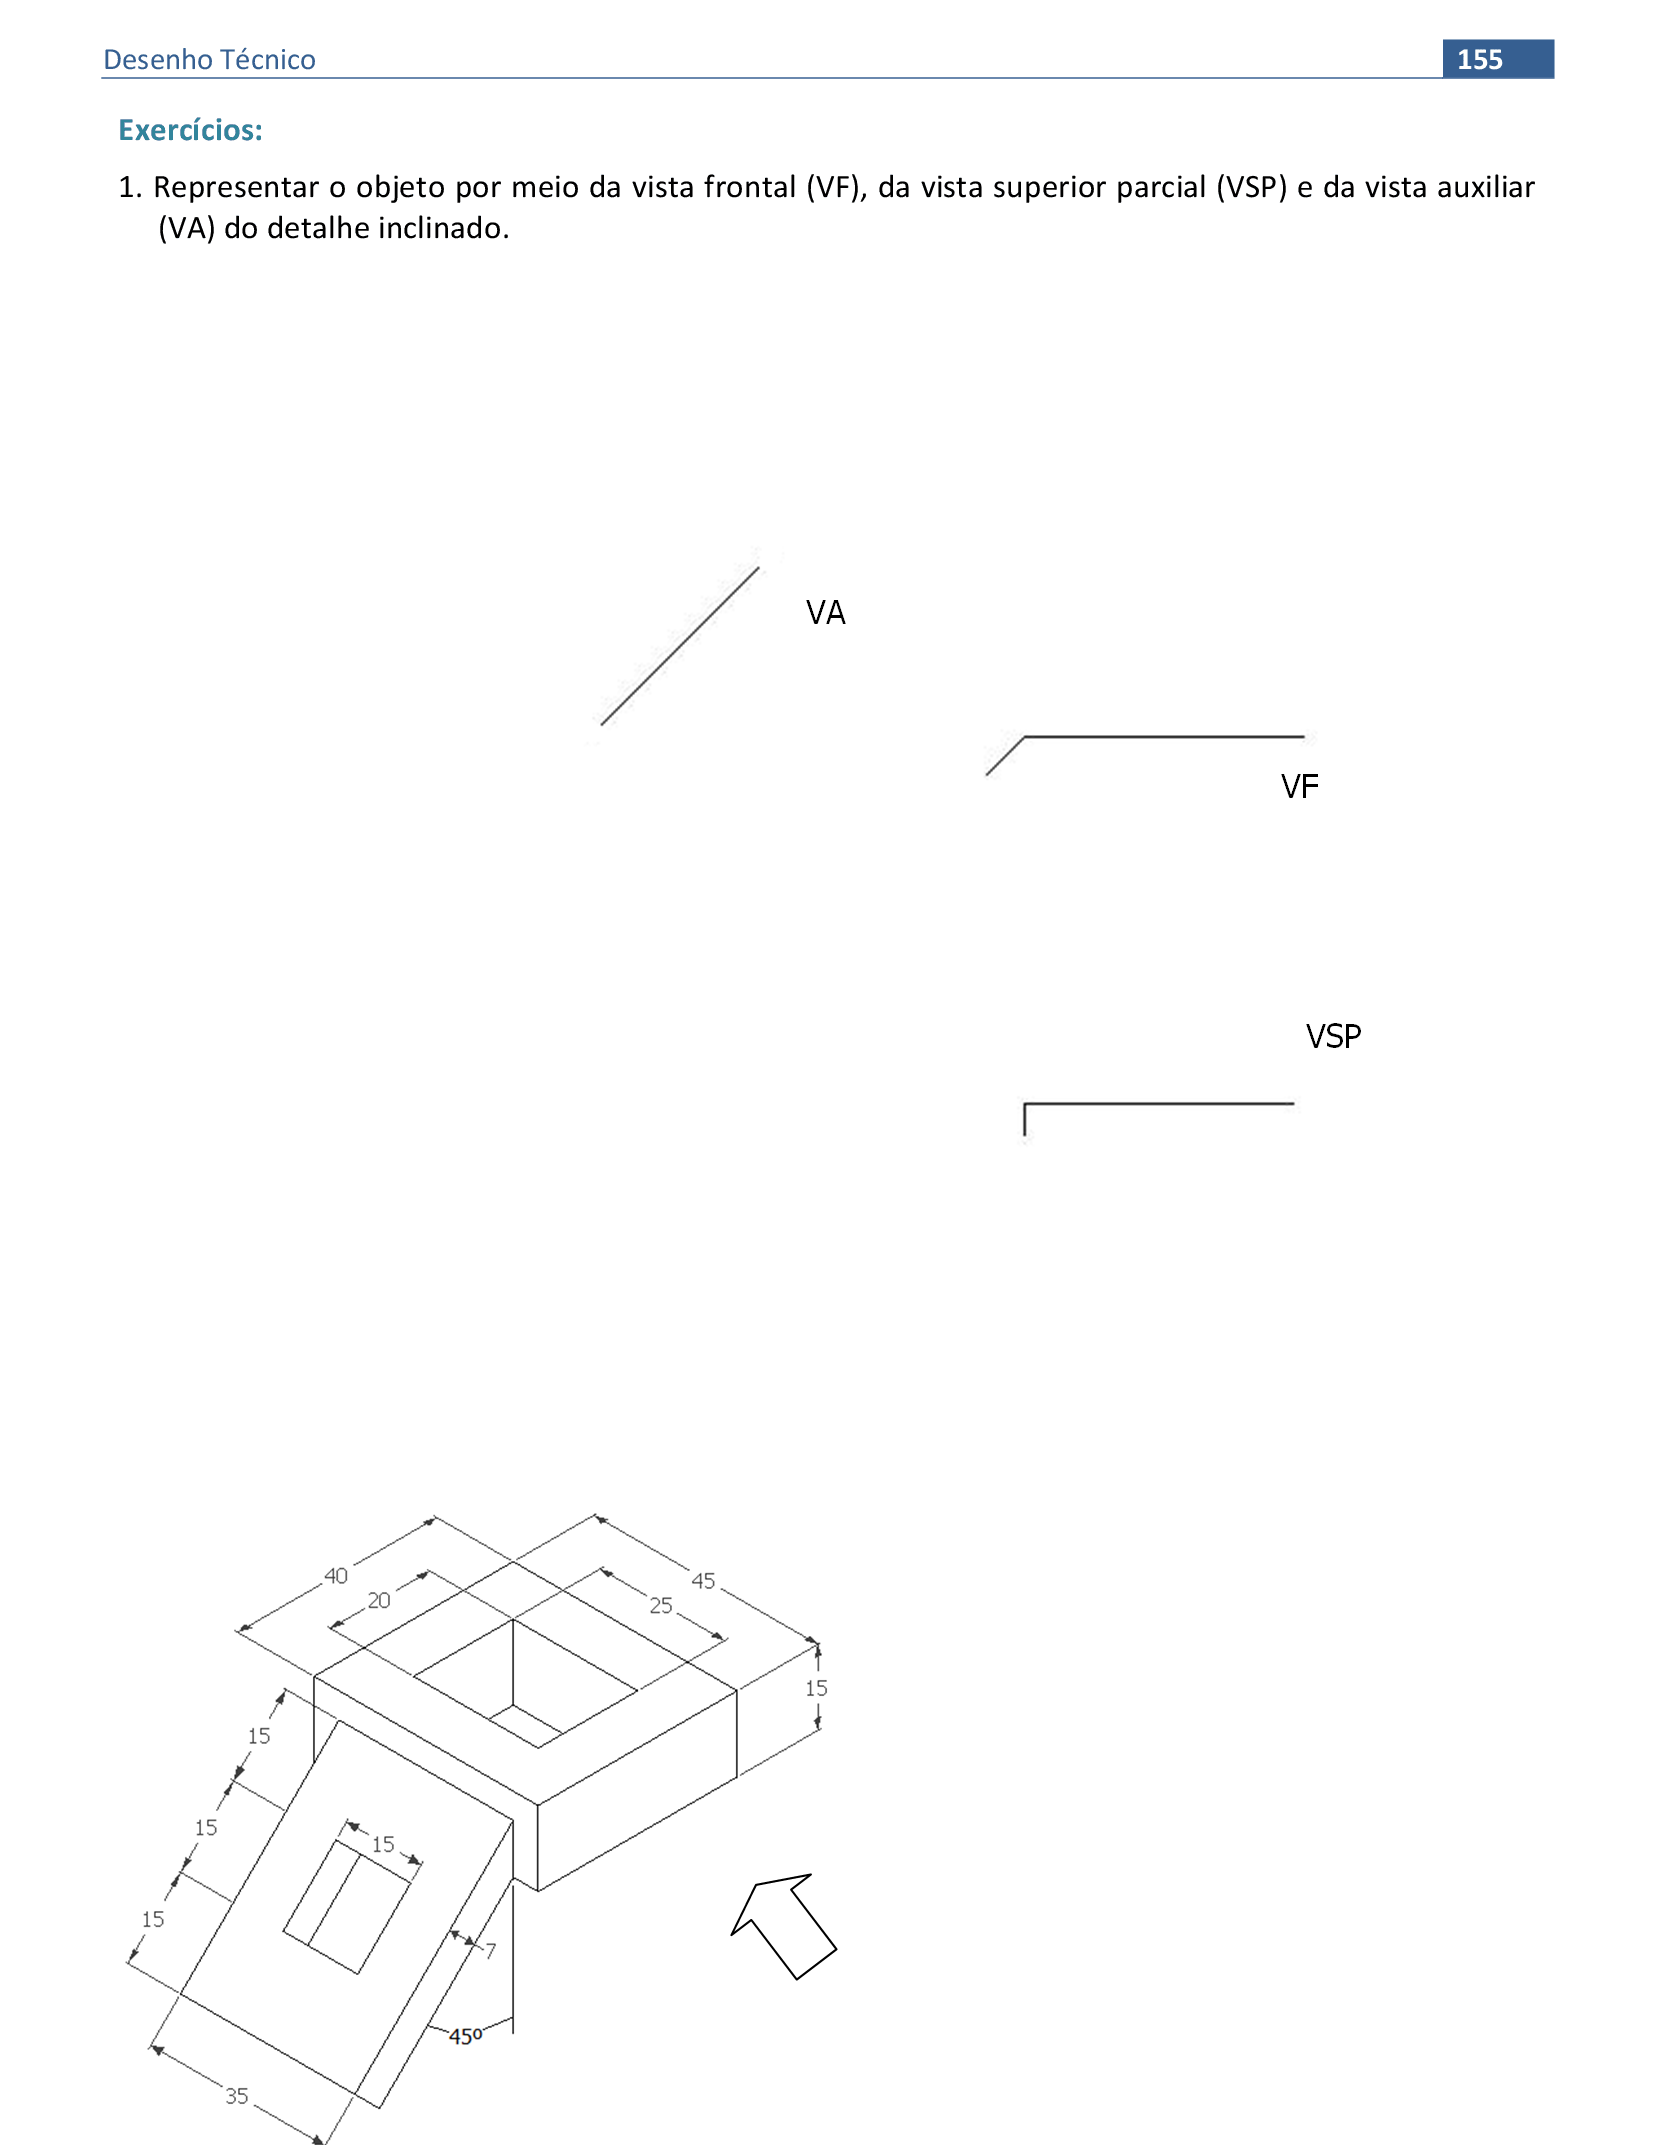 Desenho Técnico 155
Exercícios:
1. Representar o objeto por meio da vista frontal (VF), da vista superior parcial (VSP) e da vista auxiliar
(VA) do detalhe inclinado.
VA
VF
VSP
40
45
20
25
15
15
15
15
15
7
45º
35